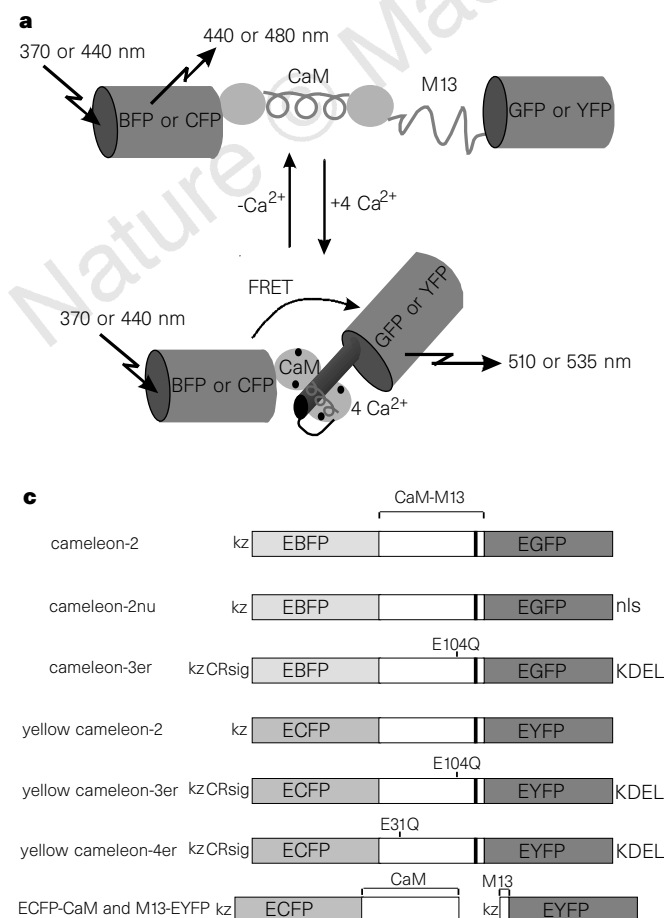 a
370 or 440 nm
440 or 480 nm
CaM
M13
BFP or CFP
GFP or YFP
Nature © Ma
-Ca2+
+4 Ca2+
FRET
370 or 440 nm
GFP or YFP
BFP or CFP
CaM
510 or 535 nm
4 Ca2+
c
CaM-M13
cameleon-2 kz EBFP EGFP
cameleon-2nu kz EBFP EGFP nls
E104Q
cameleon-3er kz CRsig EBFP EGFP KDEL
yellow cameleon-2 kz ECFP EYFP
E104Q
yellow cameleon-3er kz CRsig ECFP EYFP KDEL
E31Q
yellow cameleon-4er kz CRsig ECFP EYFP KDEL
CaM M13
ECFP-CaM and M13-EYFP kz ECFP kz EYFP